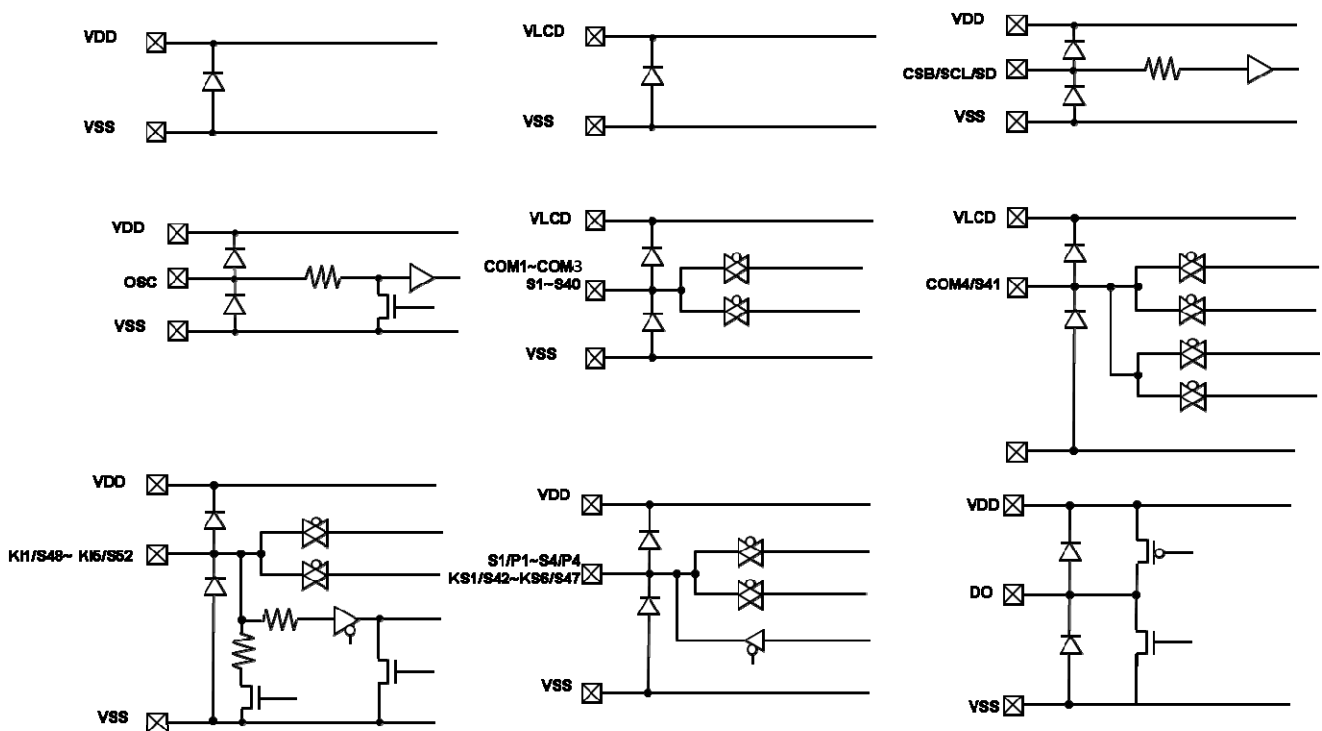 VDD
VSS
VLCD
VSS
VDD
CSB/SCL/SD
VSS
VDD
OSC
VSS
VLCD
COM1~COM3
S1~S40
VSS
VLCD
COM4/S41
VDD
KI1/S48~ KI5/S52
VSS
VDD
S1/P1~S4/P4
KS1/S42~KS6/S47
VSS
VDD
DO
VSS